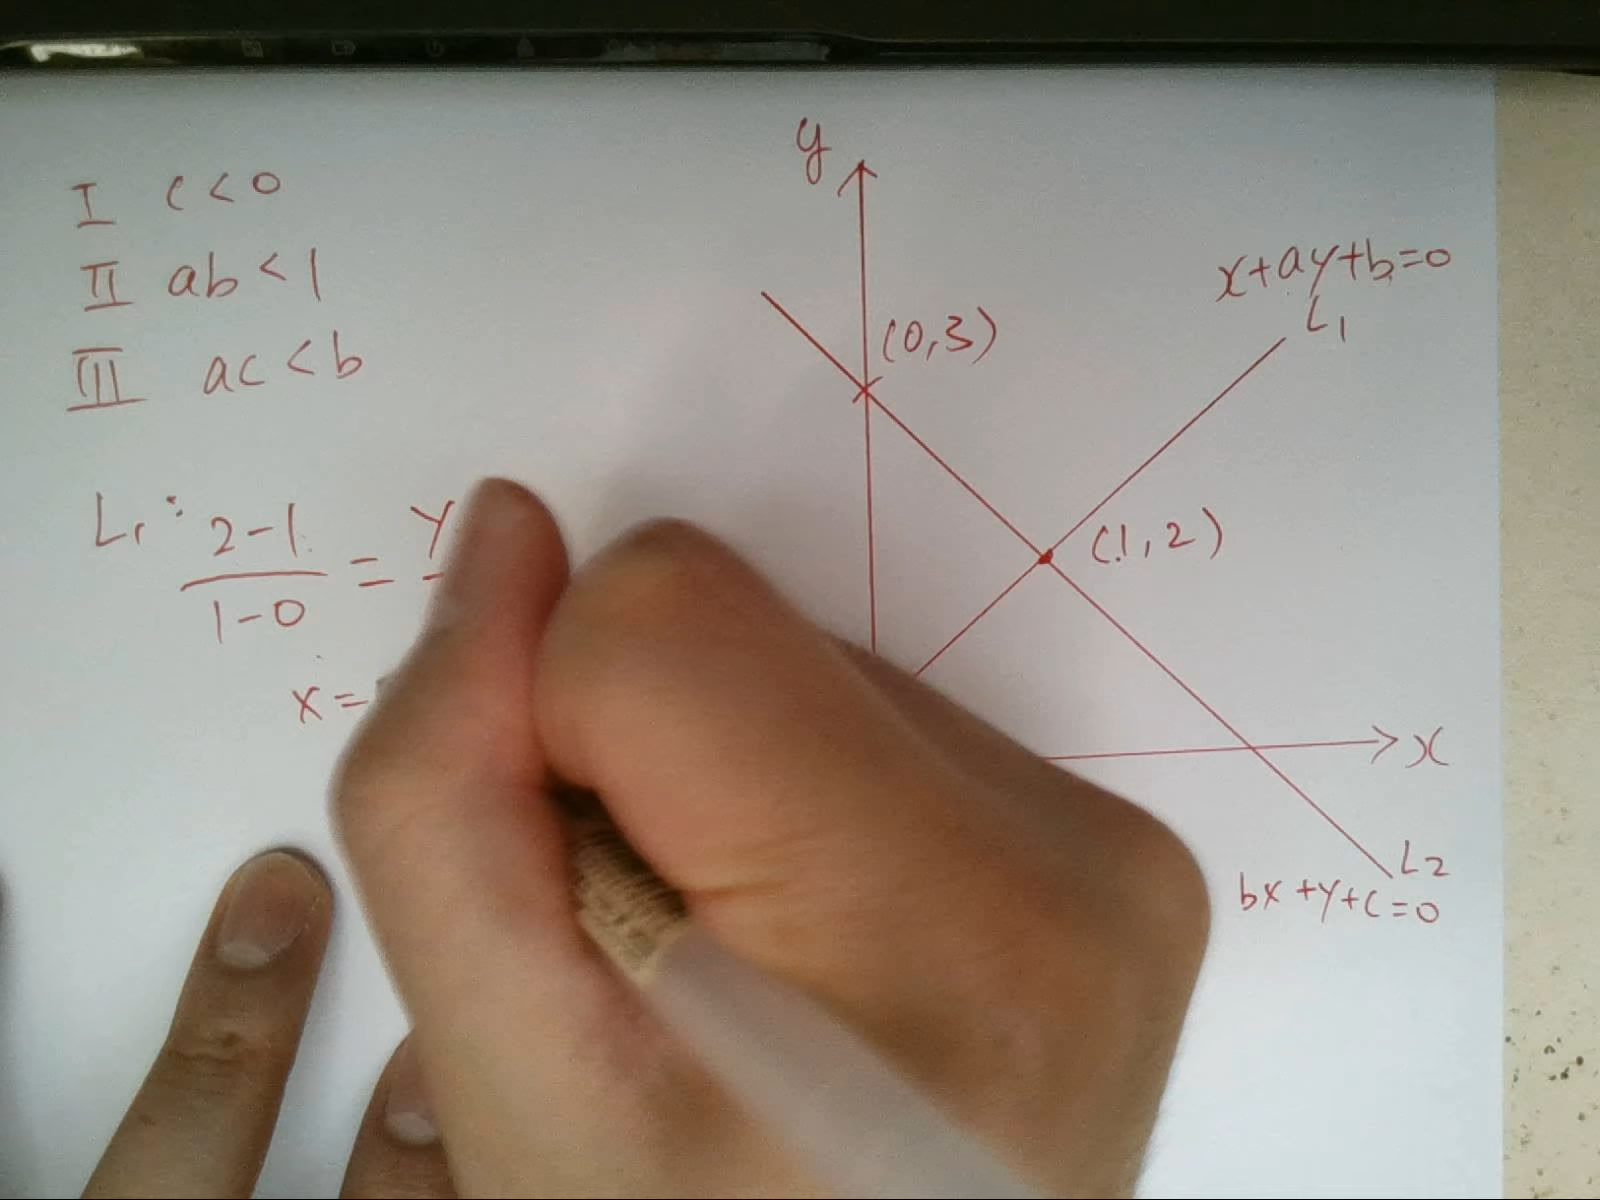 I c<0
II ab<1
III ac<b
L₁: (2-1)/(1-0) = y
x=
y
(0,3)
x+ay+b=0
L₁
(1,2)
x
L₂
bx+y+c=0